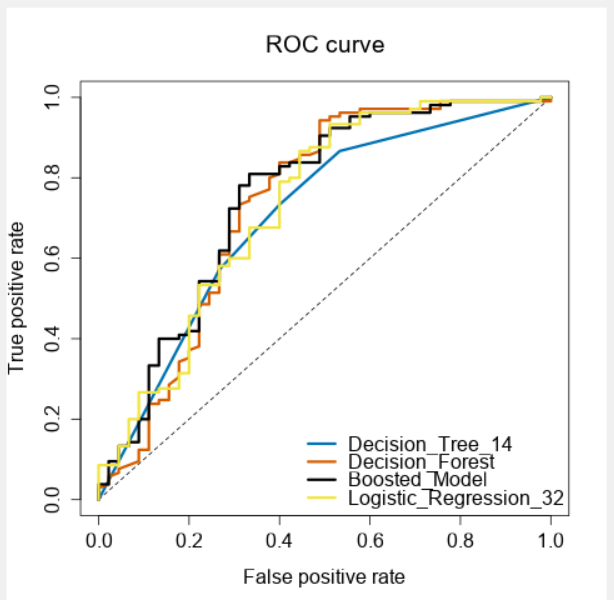 ROC curve
1.0
0.8
0.6
0.4
0.2
0.0
True positive rate
Decision_Tree_14
Decision_Forest
Boosted_Model
Logistic_Regression_32
0.0 0.2 0.4 0.6 0.8 1.0
False positive rate